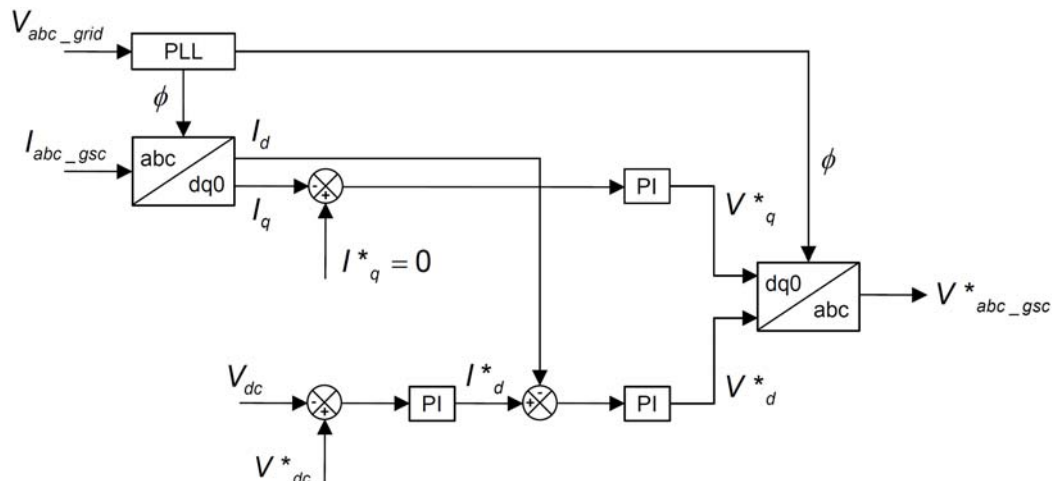 V_abc_grid
PLL
ϕ
I_abc_gsc
abc
dq0
I_d
I_q
-
+
I*_q = 0
PI
V*_q
ϕ
dq0
abc
V*_abc_gsc
V_dc
-
+
V*_dc
PI
I*_d
+
-
PI
V*_d